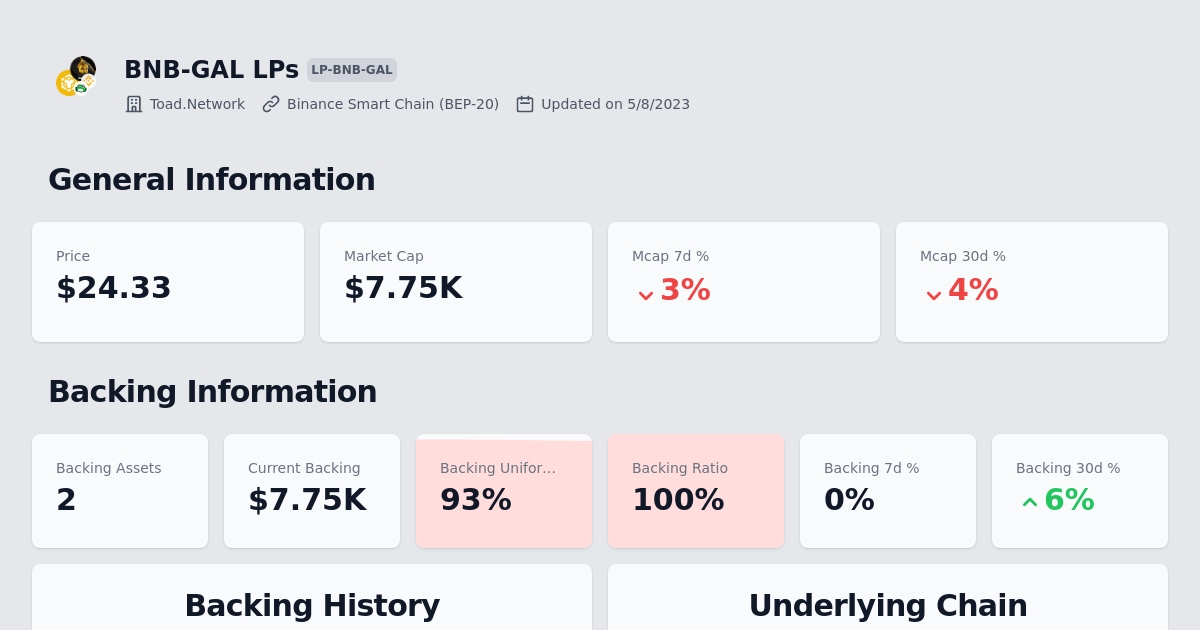 BNB-GAL LPs LP-BNB-GAL
Toad.Network Binance Smart Chain (BEP-20) Updated on 5/8/2023
General Information
Price
$24.33
Market Cap
$7.75K
Mcap 7d %
3%
Mcap 30d %
4%
Backing Information
Backing Assets
2
Current Backing
$7.75K
Backing Unifor...
93%
Backing Ratio
100%
Backing 7d %
0%
Backing 30d %
6%
Backing History
Underlying Chain